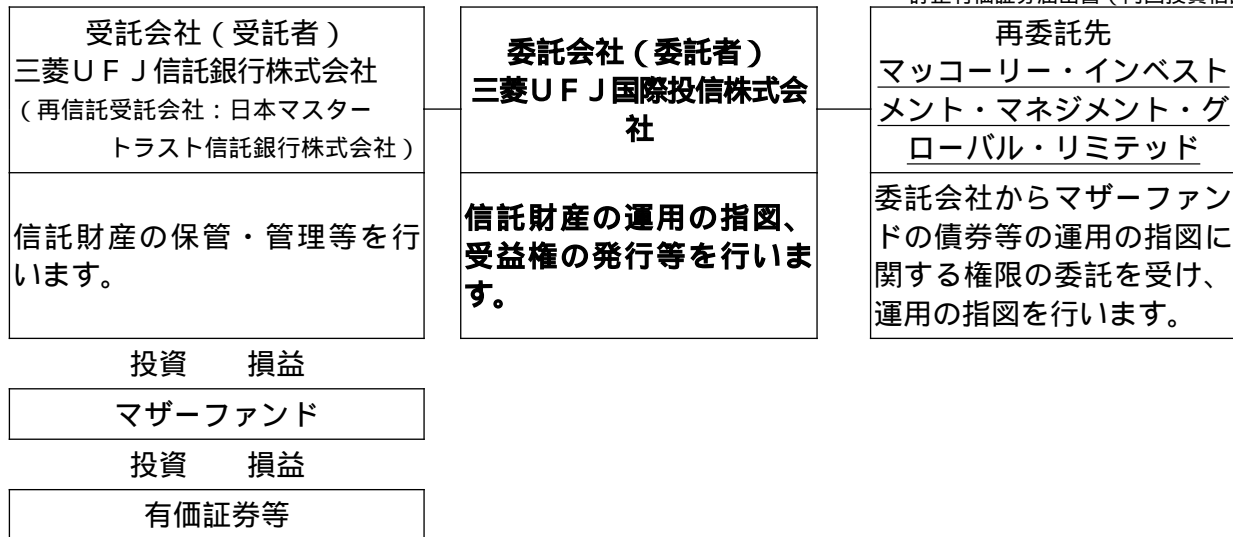 受託会社(受託者)
三菱UFJ信託銀行株式会社
(再信託受託会社:日本マスター
トラスト信託銀行株式会社)
信託財産の保管・管理等を行
います。
委託会社(委託者)
三菱UFJ国際投信株式会
社
信託財産の運用の指図、
受益権の発行等を行いま
す。
再委託先
マッコーリー・インベスト
メント・マネジメント・グ
ローバル・リミテッド
委託会社からマザーファン
ドの債券等の運用の指図に
関する権限の委託を受け、
運用の指図を行います。
投資 損益
マザーファンド
投資 損益
有価証券等